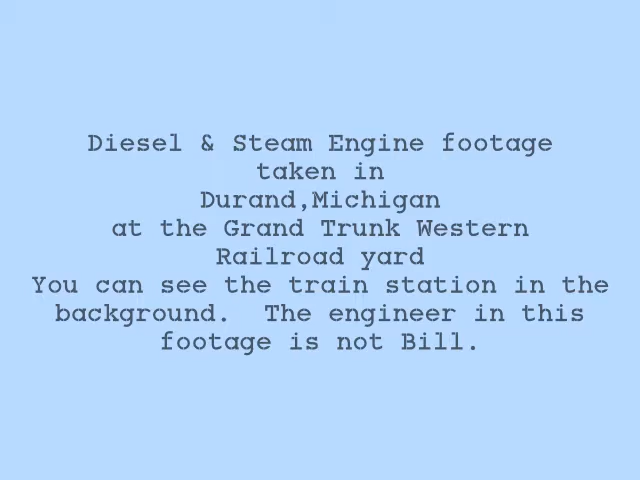 Diesel & Steam Engine footage
taken in
Durand,Michigan
at the Grand Trunk Western
Railroad yard
You can see the train station in the
background.  The engineer in this
footage is not Bill.